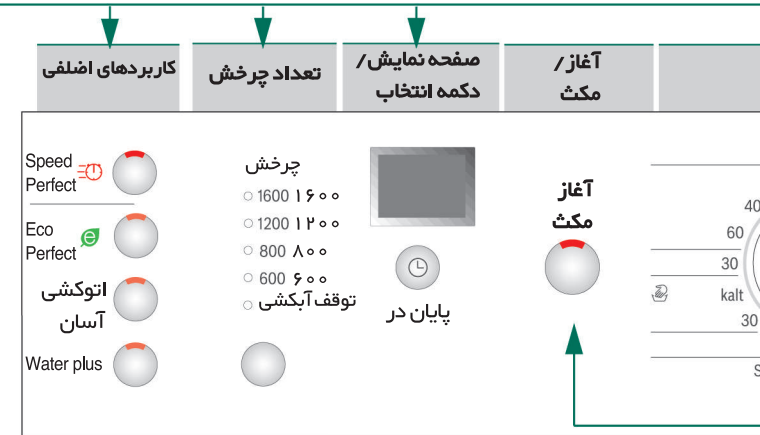 کاربردهای اضلفی
تعداد چرخش
صفحه نمایش/
دکمه انتخاب
آغاز/
مکث
Speed
Perfect
Eco
Perfect
اتوکشی
آسان
Water plus
چرخش
1600 ۱۶۰۰
1200 ۱۲۰۰
800 ۸۰۰
600 ۶۰۰
توقف آبکشی
پایان در
آغاز
مکث
40
60
30
kalt
30
S